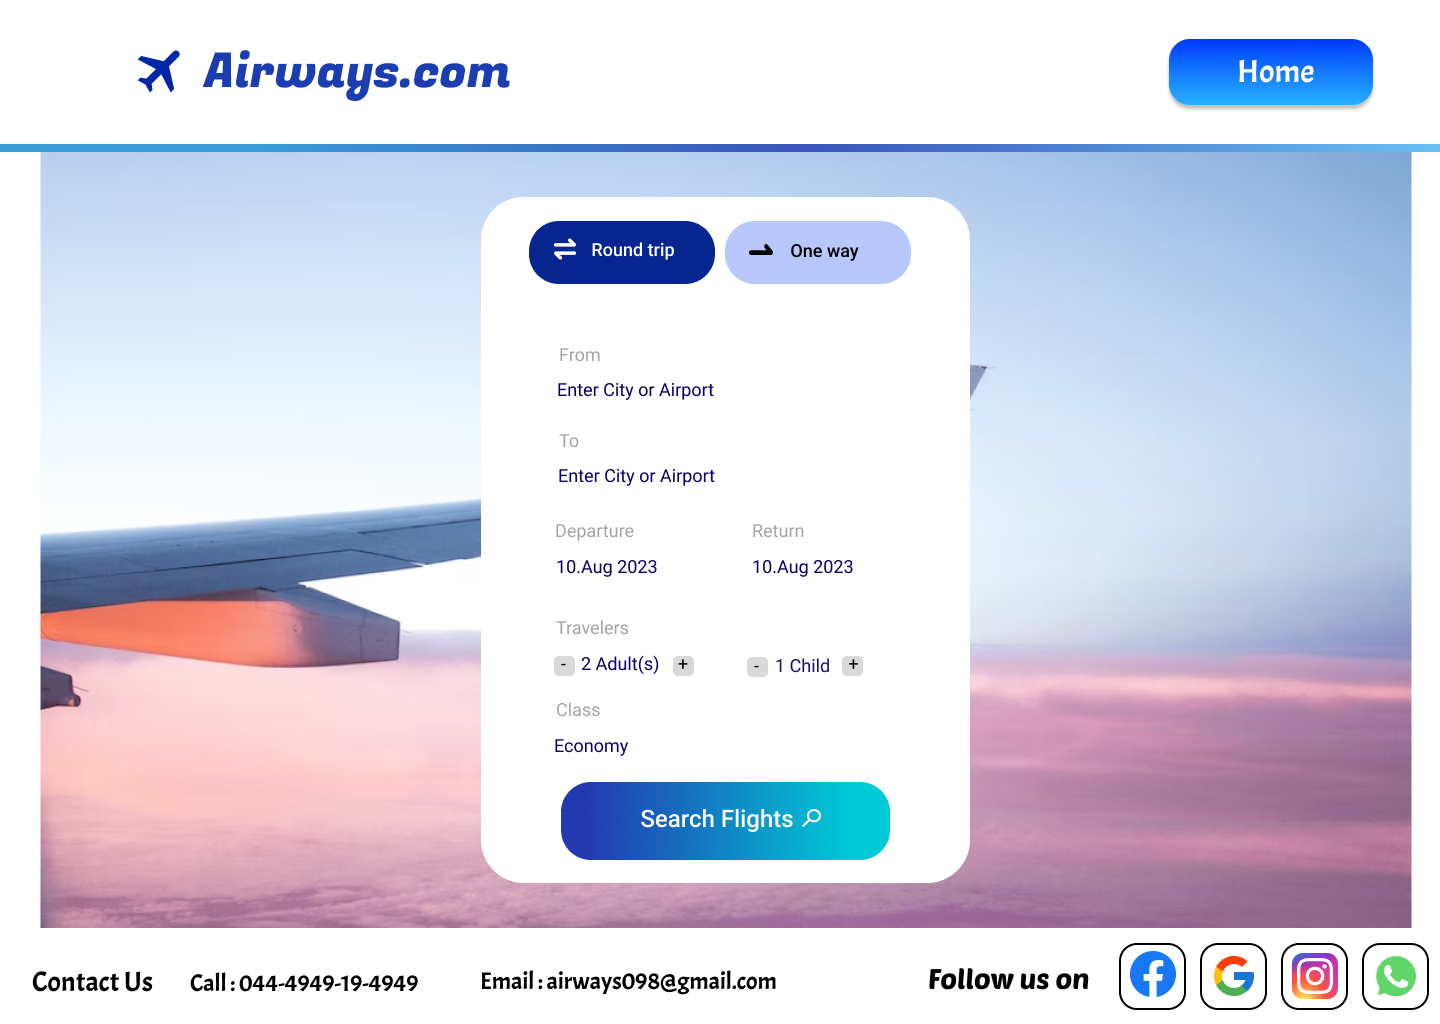 Airways.com
Home
Round trip
One way
From
Enter City or Airport
To
Enter City or Airport
Departure
Return
10.Aug 2023
10.Aug 2023
Travelers
- 2 Adult(s) +
- 1 Child +
Class
Economy
Search Flights
Contact Us
Call : 044-4949-19-4949
Email : airways098@gmail.com
Follow us on